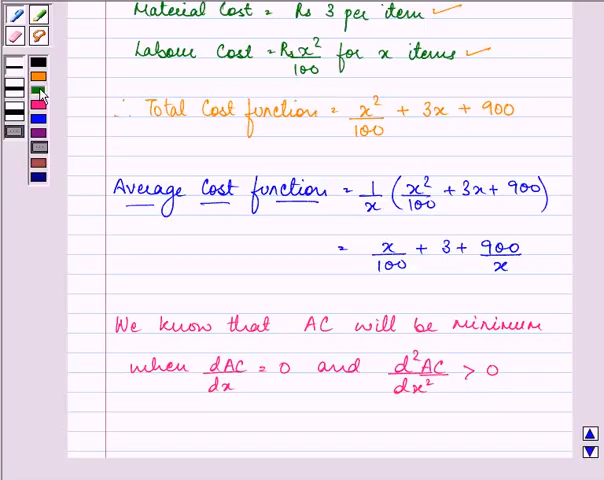 Material Cost = Rs 3 per item ✓
Labour Cost = Rs x²/100 for x items ✓
∴ Total Cost function = x²/100 + 3x + 900
Average Cost function = 1/x (x²/100 + 3x + 900)
= x/100 + 3 + 900/x
We know that AC will be minimum
when dAC/dx = 0 and d²AC/dx² > 0